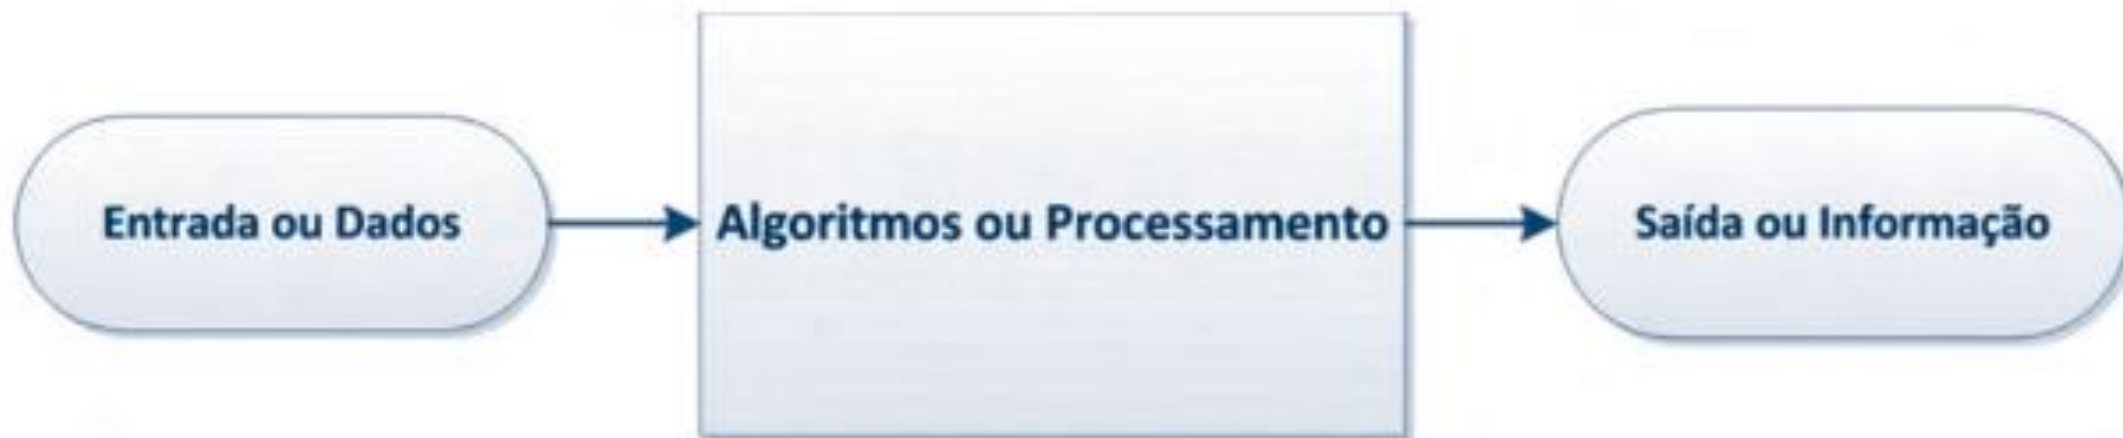 Entrada ou Dados
Algoritmos ou Processamento
Saída ou Informação